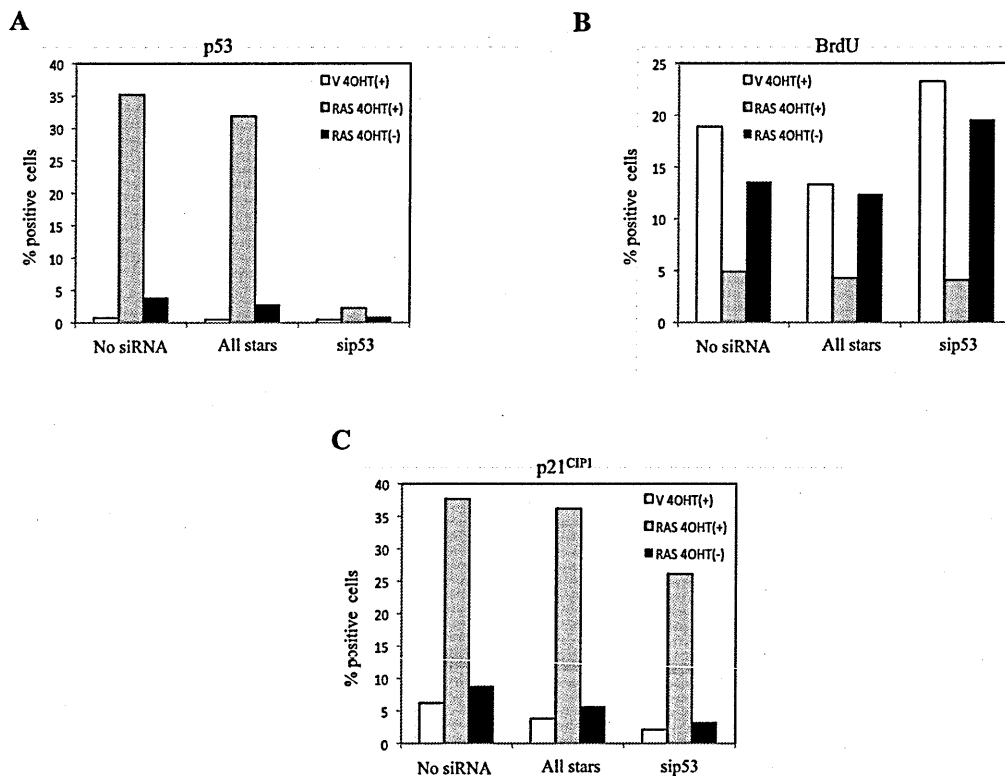 A
p53
% positive cells
40
35
30
25
20
15
10
5
0
V 4OHT(+)
RAS 4OHT(+)
RAS 4OHT(-)
No siRNA
All stars
sip53
B
BrdU
% positive cells
25
20
15
10
5
0
V 4OHT(+)
RAS 4OHT(+)
RAS 4OHT(-)
No siRNA
All stars
sip53
C
p21CIP1
% positive cells
40
35
30
25
20
15
10
5
0
V 4OHT(+)
RAS 4OHT(+)
RAS 4OHT(-)
No siRNA
All stars
sip53